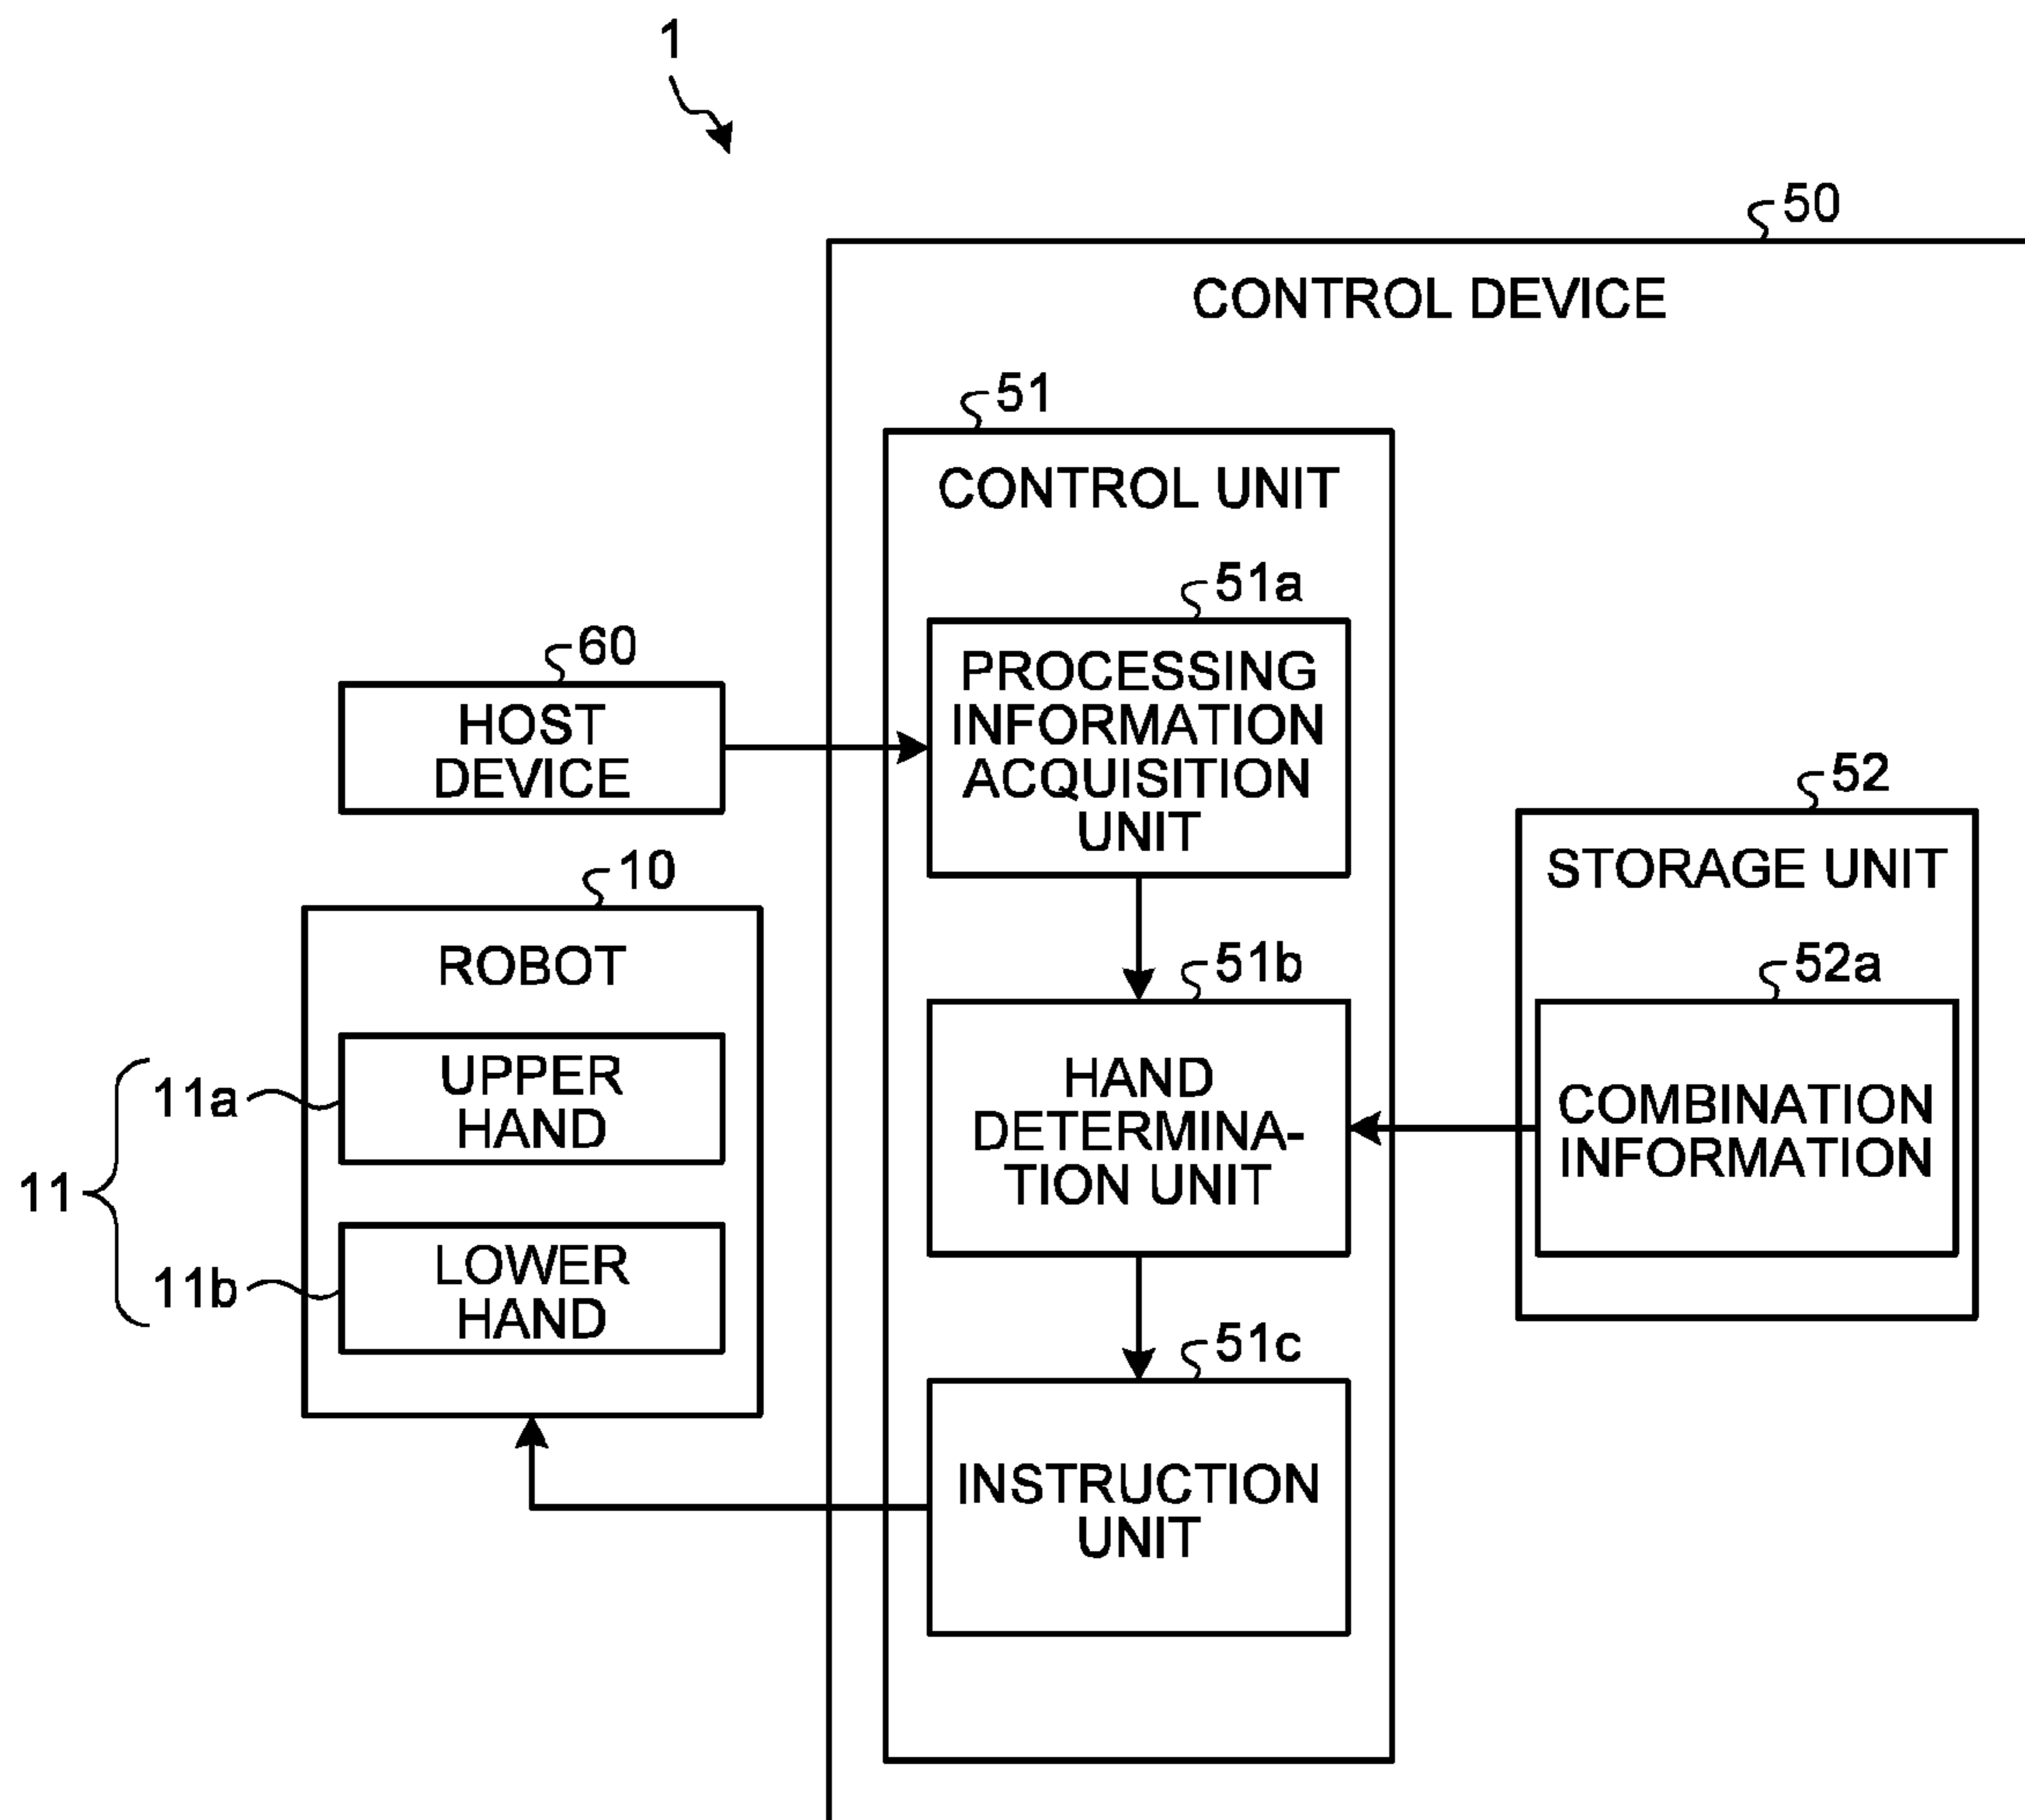 1
50
CONTROL DEVICE
51
CONTROL UNIT
51a
PROCESSING
INFORMATION
ACQUISITION
UNIT
60
HOST
DEVICE
52
STORAGE UNIT
10
ROBOT
51b
HAND
DETERMINA-
TION UNIT
52a
COMBINATION
INFORMATION
11
11a
UPPER
HAND
11b
LOWER
HAND
51c
INSTRUCTION
UNIT